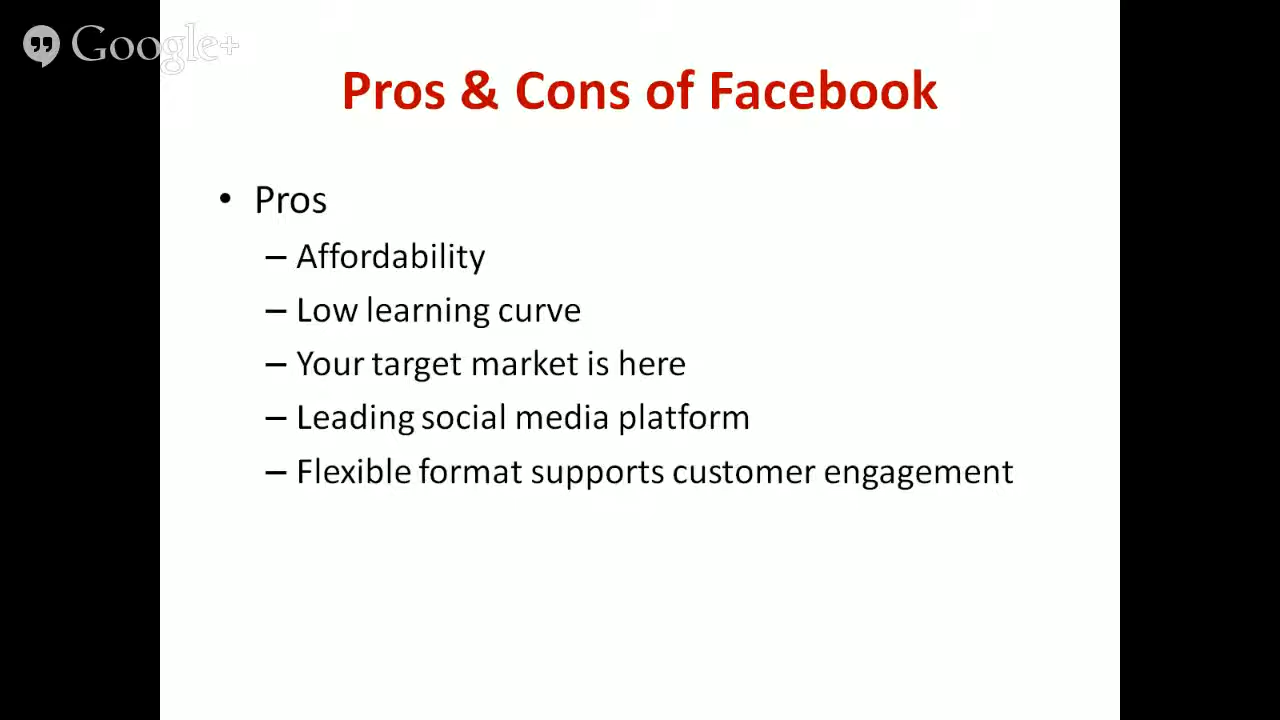 Google+
Pros & Cons of Facebook
• Pros
– Affordability
– Low learning curve
– Your target market is here
– Leading social media platform
– Flexible format supports customer engagement